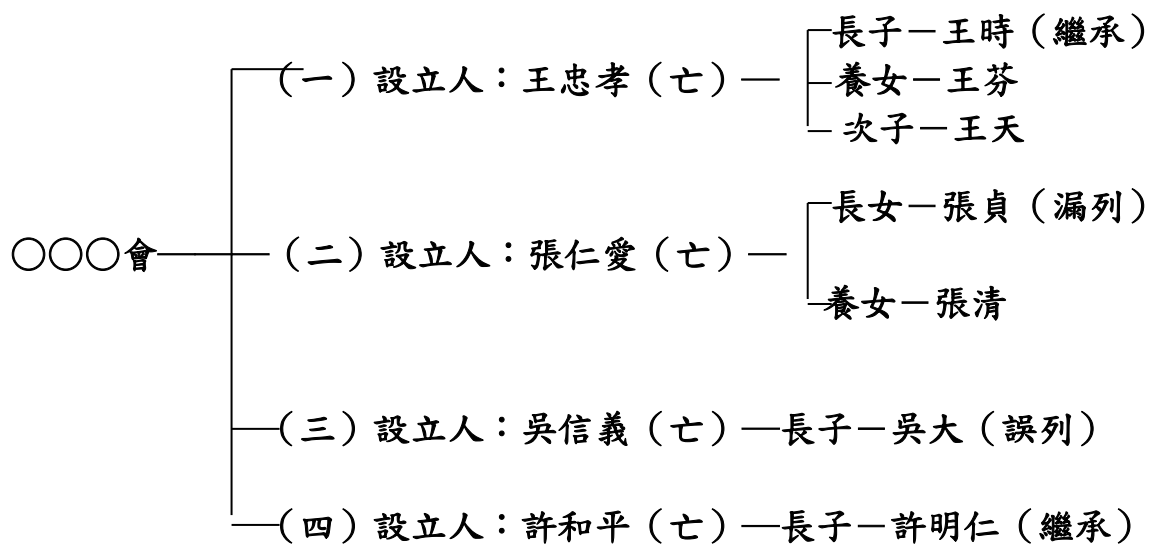 長子－王時（繼承）
（一）設立人：王忠孝（亡）
養女－王芬
次子－王天
長女－張貞（漏列）
○○○會
（二）設立人：張仁愛（亡）
養女－張清
（三）設立人：吳信義（亡）
長子－吳大（誤列）
（四）設立人：許和平（亡）
長子－許明仁（繼承）